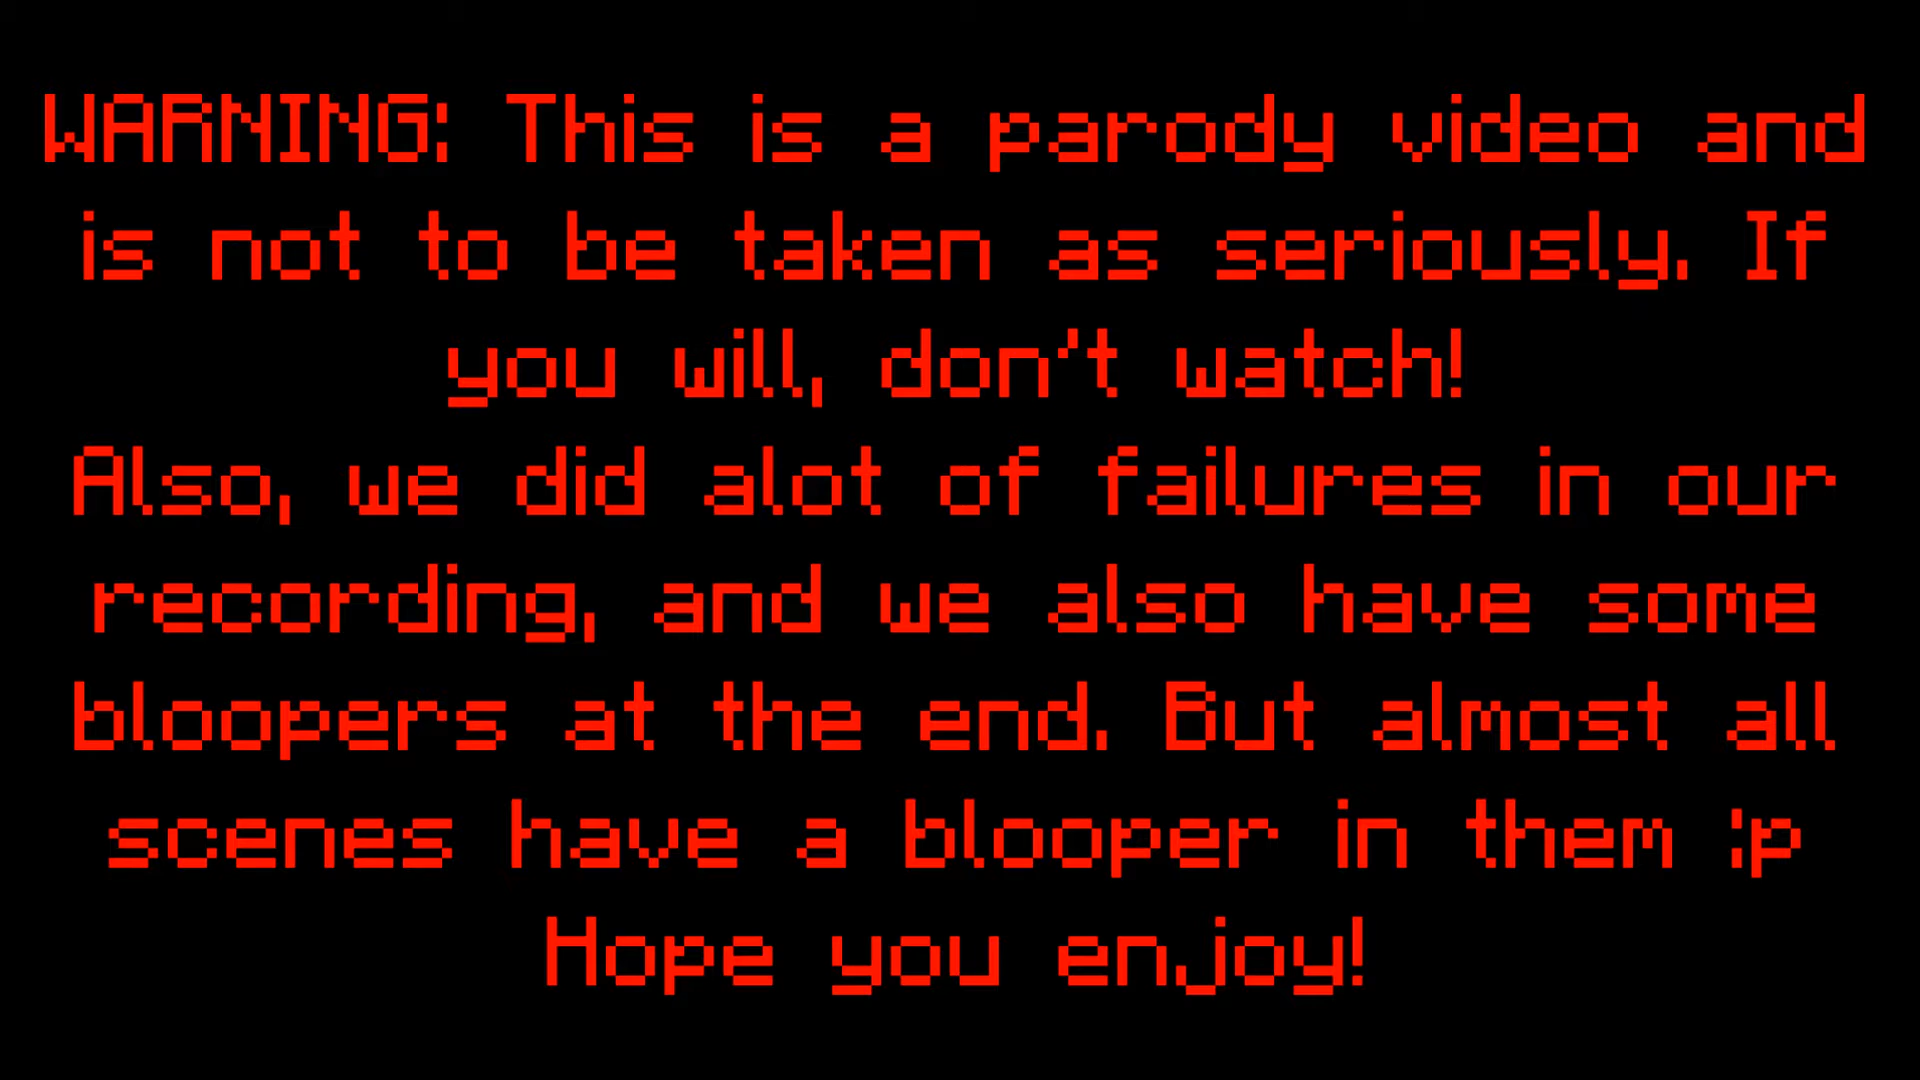 WARNING: This is a parody video and
is not to be taken as seriously. If
you will, don't watch!
Also, we did alot of failures in our
recording, and we also have some
bloopers at the end. But almost all
scenes have a blooper in them :p
Hope you enjoy!